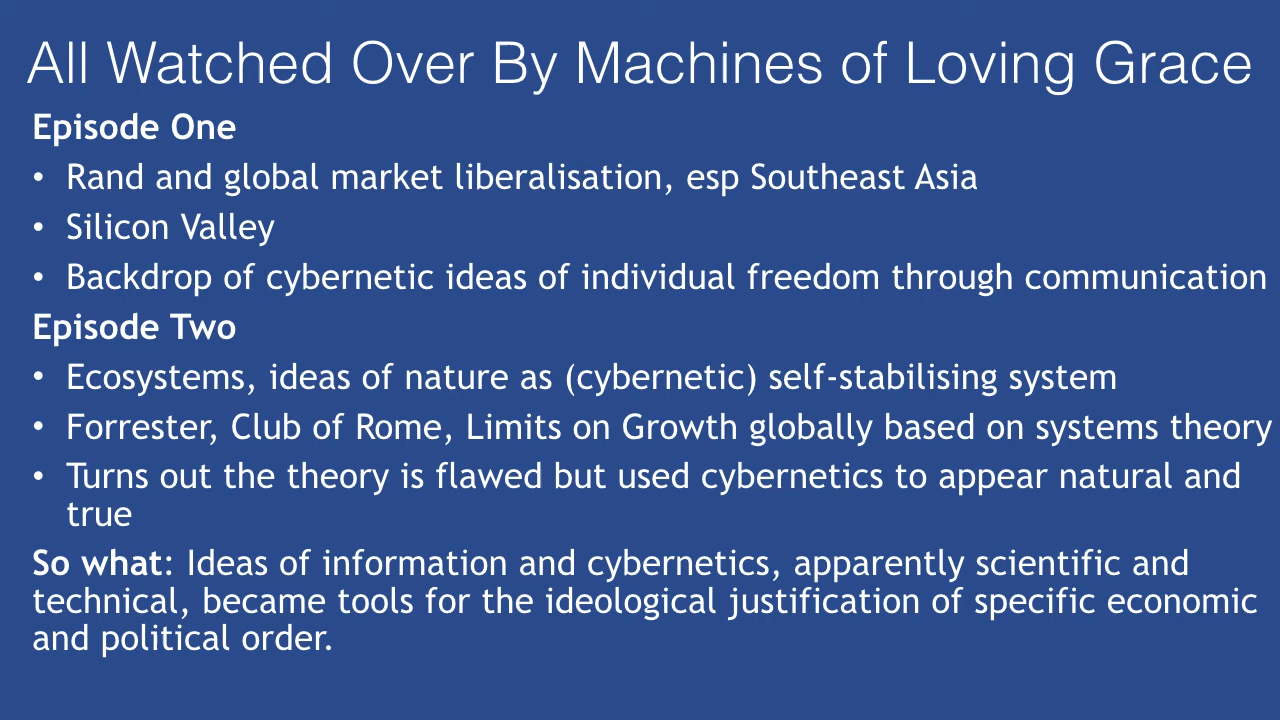 All Watched Over By Machines of Loving Grace
Episode One
• Rand and global market liberalisation, esp Southeast Asia
• Silicon Valley
• Backdrop of cybernetic ideas of individual freedom through communication
Episode Two
• Ecosystems, ideas of nature as (cybernetic) self-stabilising system
• Forrester, Club of Rome, Limits on Growth globally based on systems theory
• Turns out the theory is flawed but used cybernetics to appear natural and
true
So what: Ideas of information and cybernetics, apparently scientific and
technical, became tools for the ideological justification of specific economic
and political order.